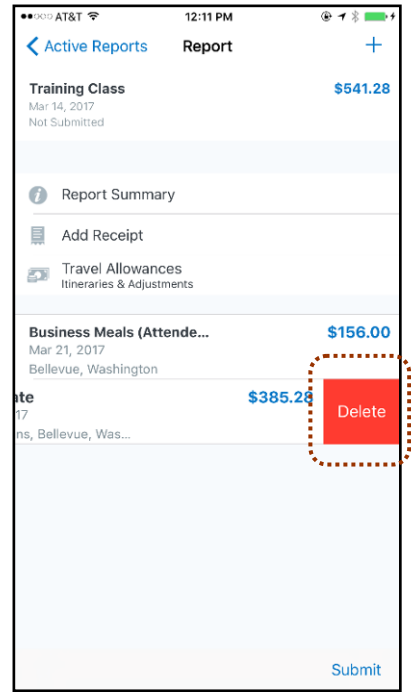 AT&T 12:11 PM
Active Reports Report +
Training Class $541.28
Mar 14, 2017
Not Submitted
Report Summary
Add Receipt
Travel Allowances
Itineraries & Adjustments
Business Meals (Attende... $156.00
Mar 21, 2017
Bellevue, Washington
ate $385.28 Delete
17
ns, Bellevue, Was...
Submit